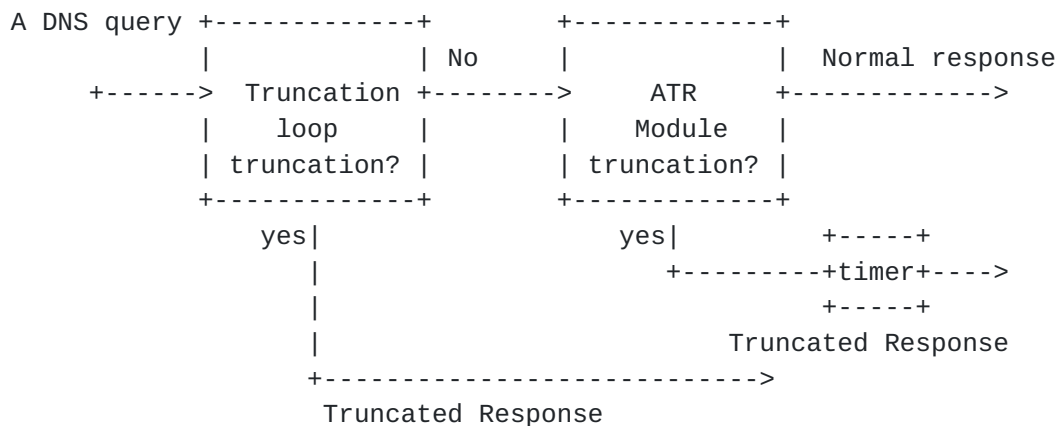 A DNS query +-------------+        +-------------+
            |             | No     |             |  Normal response
     +------>  Truncation +-------->     ATR     +------------->
            |    loop     |        |    Module   |
            | truncation? |        | truncation? |
            +-------------+        +-------------+
                yes|                   yes|         +-----+
                   |                      +---------+timer+---->
                   |                                +-----+
                   |                          Truncated Response
                   +---------------------------->
                    Truncated Response